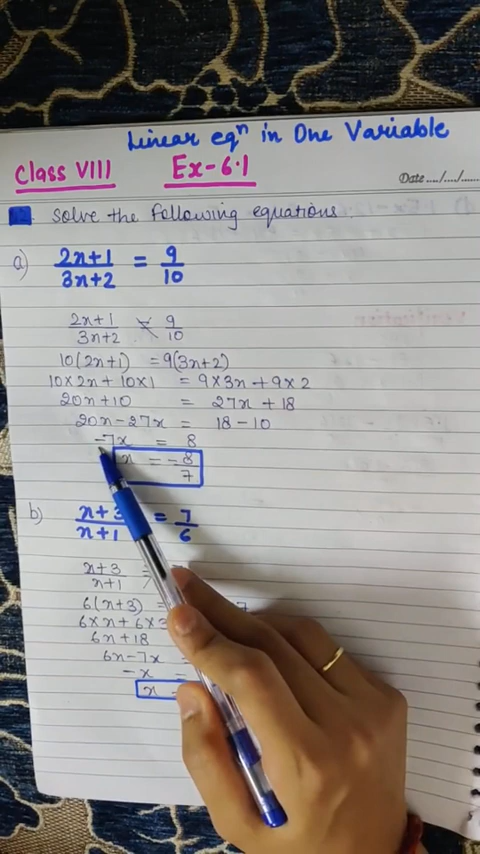 Linear eqⁿ in One Variable
Class VIII Ex-6.1
Date ..../..../......
Solve the following equations
a) 2x+1/3x+2 = 9/10
2x+1/3x+2 = 9/10
10(2x+1) = 9(3x+2)
10×2x+10×1 = 9×3x+9×2
20x+10 = 27x+18
20x-27x = 18-10
-7x = 8
x = -8/7
b) x+3/x+1 = 7/6
x+3/x+1
6(x+3) =
6×x+6×3
6x+18
6x-7x =
-x =
x =